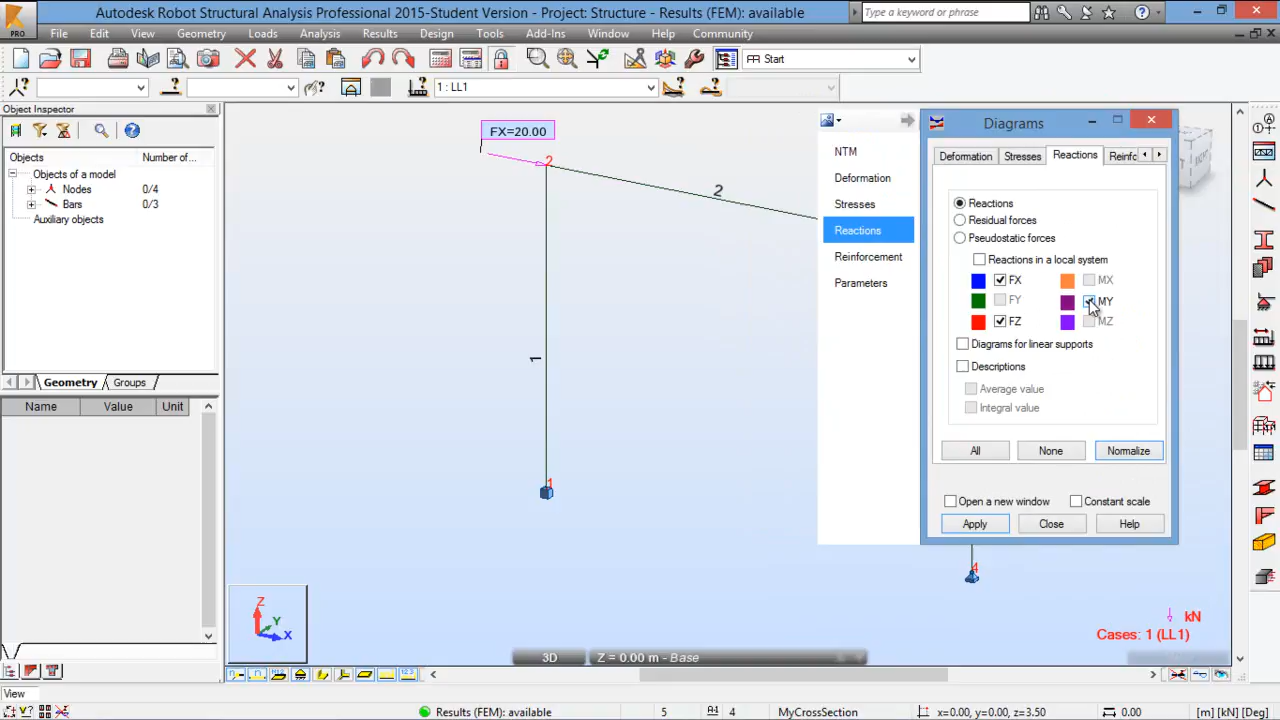 Autodesk Robot Structural Analysis Professional 2015-Student Version - Project: Structure - Results (FEM): available
Type a keyword or phrase
PRO
File Edit View Geometry Loads Analysis Results Design Tools Add-Ins Window Help Community
Start
1 : LL1
Object Inspector
Objects Number of...
Objects of a model
Nodes 0/4
Bars 0/3
Auxiliary objects
Geometry Groups
Name Value Unit
FX=20.00
2
2
1
1
4
NTM
Deformation
Stresses
Reactions
Reinforcement
Parameters
Diagrams
Deformation Stresses Reactions Reinfc
Reactions
Residual forces
Pseudostatic forces
Reactions in a local system
FX MX
FY MY
FZ MZ
Diagrams for linear supports
Descriptions
Average value
Integral value
All None Normalize
Open a new window Constant scale
Apply Close Help
Z
Y
X
kN
Cases: 1 (LL1)
3D Z = 0.00 m - Base
View
Results (FEM): available 5 4 MyCrossSection x=0.00, y=0.00, z=3.50 0.00 [m] [kN] [Deg]